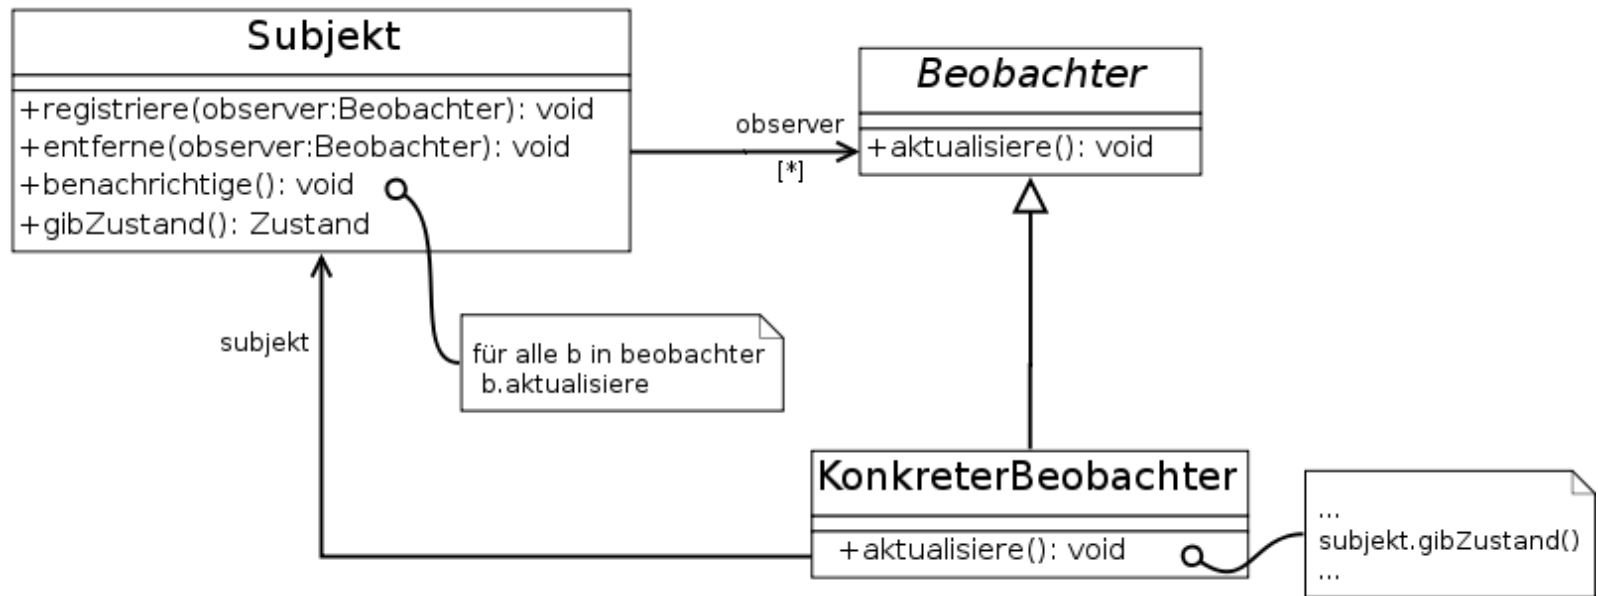 Subjekt
+registriere(observer:Beobachter): void
+entferne(observer:Beobachter): void
+benachrichtige(): void
+gibZustand(): Zustand
observer
[*]
Beobachter
+aktualisiere(): void
subjekt
für alle b in beobachter
b.aktualisiere
KonkreterBeobachter
+aktualisiere(): void
...
subjekt.gibZustand()
...